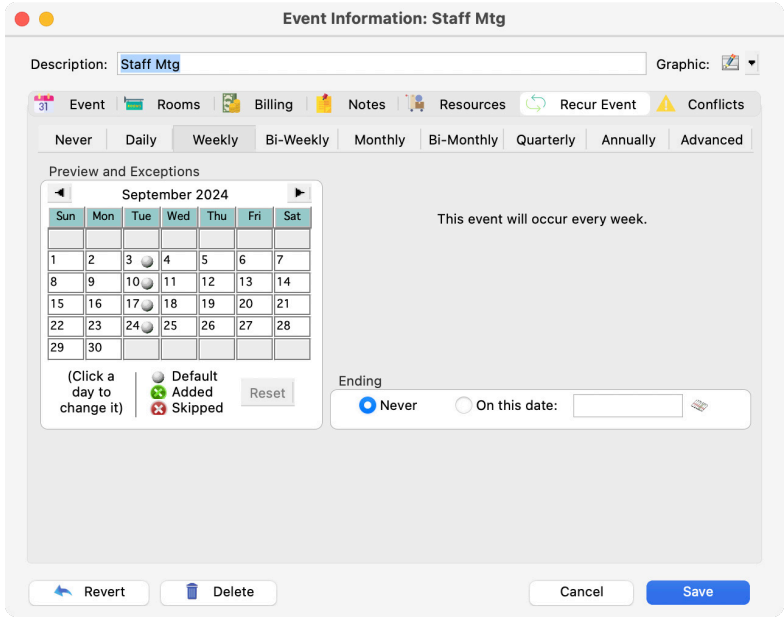 Event Information: Staff Mtg
Description: Staff Mtg Graphic:
31 Event Rooms Billing Notes Resources Recur Event Conflicts
Never Daily Weekly Bi-Weekly Monthly Bi-Monthly Quarterly Annually Advanced
Preview and Exceptions
September 2024
Sun Mon Tue Wed Thu Fri Sat
1 2 3 4 5 6 7
8 9 10 11 12 13 14
15 16 17 18 19 20 21
22 23 24 25 26 27 28
29 30
(Click a
day to
change it)
Default
Added
Skipped
Reset
This event will occur every week.
Ending
Never On this date:
Revert Delete Cancel Save